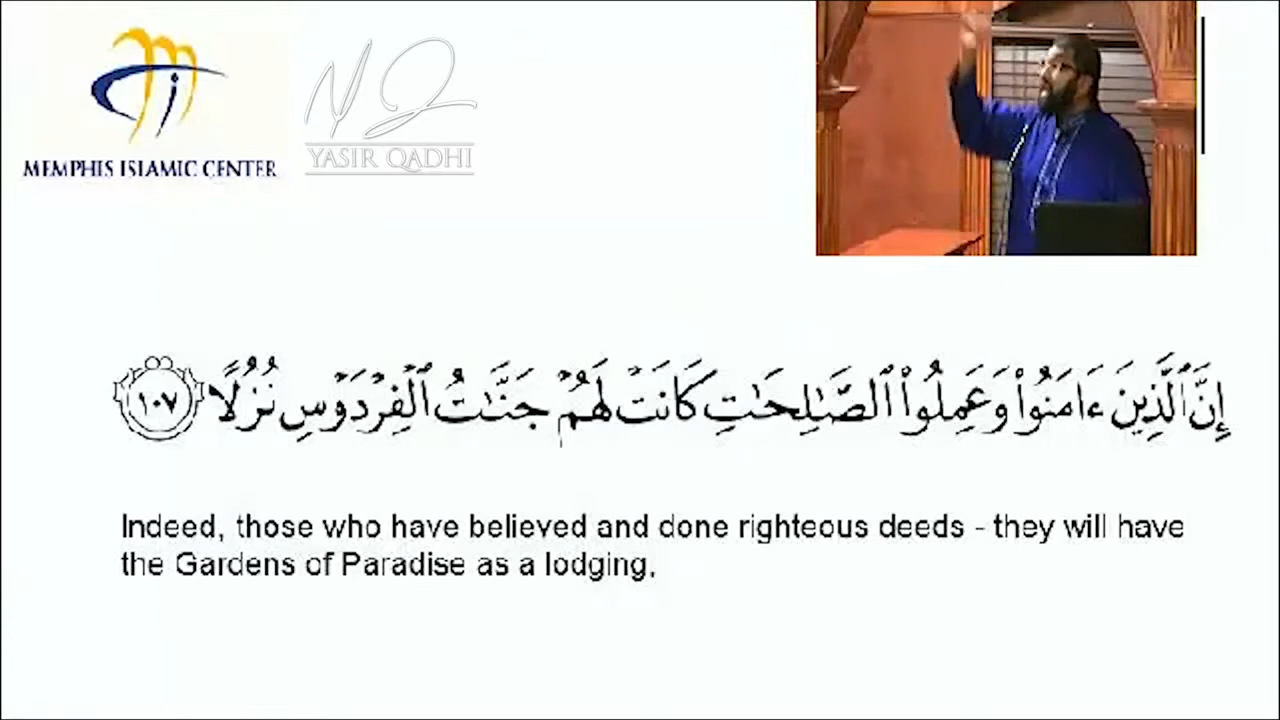 MEMPHIS ISLAMIC CENTER
YASIR QADHI
إِنَّ ٱلَّذِينَ ءَامَنُوا۟ وَعَمِلُوا۟ ٱلصَّـٰلِحَـٰتِ كَانَتْ لَهُمْ جَنَّـٰتُ ٱلْفِرْدَوْسِ نُزُلًا ١٠٧
Indeed, those who have believed and done righteous deeds - they will have
the Gardens of Paradise as a lodging,